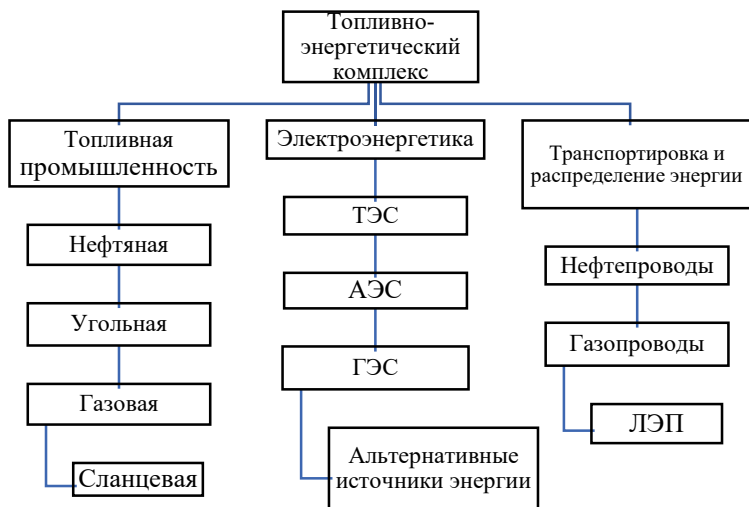 Топливно-
энергетический
комплекс
Топливная
промышленность
Электроэнергетика
Транспортировка и
распределение энергии
Нефтяная
ТЭС
Нефтепроводы
Угольная
АЭС
Газопроводы
Газовая
ГЭС
ЛЭП
Сланцевая
Альтернативные
источники энергии